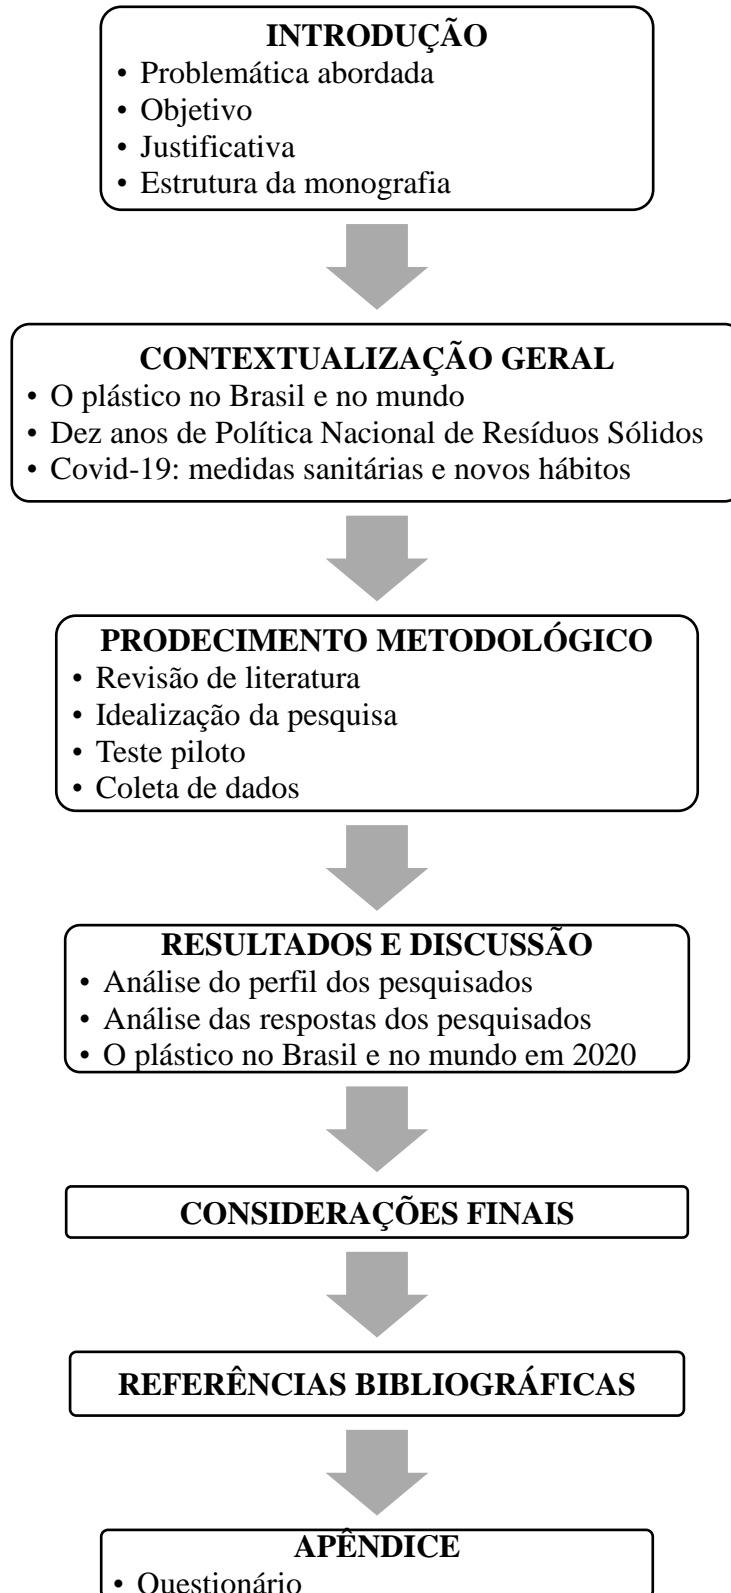 INTRODUÇÃO
• Problemática abordada
• Objetivo
• Justificativa
• Estrutura da monografia
CONTEXTUALIZAÇÃO GERAL
• O plástico no Brasil e no mundo
• Dez anos de Política Nacional de Resíduos Sólidos
• Covid-19: medidas sanitárias e novos hábitos
PRODECIMENTO METODOLÓGICO
• Revisão de literatura
• Idealização da pesquisa
• Teste piloto
• Coleta de dados
RESULTADOS E DISCUSSÃO
• Análise do perfil dos pesquisados
• Análise das respostas dos pesquisados
• O plástico no Brasil e no mundo em 2020
CONSIDERAÇÕES FINAIS
REFERÊNCIAS BIBLIOGRÁFICAS
APÊNDICE
• Questionário